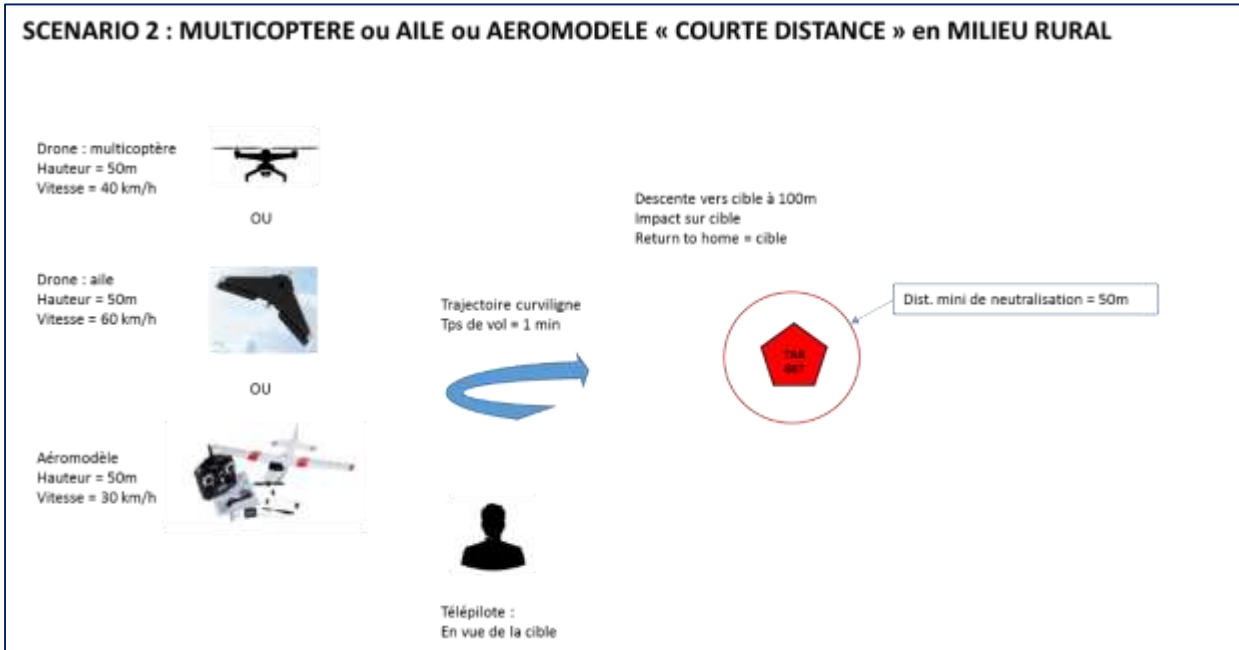 SCENARIO 2 : MULTICOPTERE ou AILE ou AEROMODELE « COURTE DISTANCE » en MILIEU RURAL
Drone : multicoptère
Hauteur = 50m
Vitesse = 40 km/h
OU
Drone : aile
Hauteur = 50m
Vitesse = 60 km/h
OU
Aéromodèle
Hauteur = 50m
Vitesse = 30 km/h
Trajectoire curviligne
Tps de vol = 1 min
Télépilote :
En vue de la cible
Descente vers cible à 100m
Impact sur cible
Return to home = cible
Dist. mini de neutralisation = 50m
TAR
GET